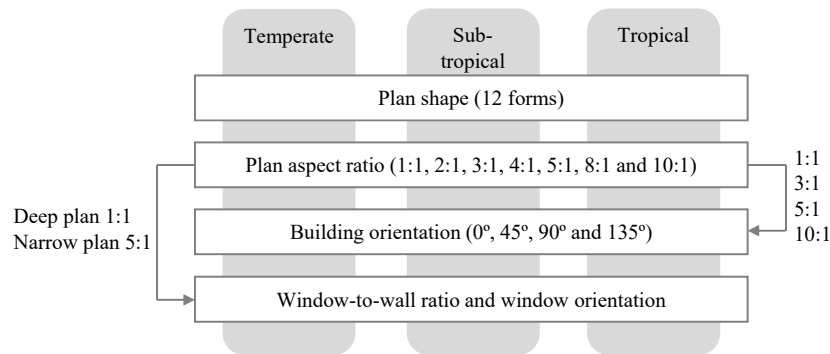 Temperate
Sub-
tropical
Tropical
Plan shape (12 forms)
Plan aspect ratio (1:1, 2:1, 3:1, 4:1, 5:1, 8:1 and 10:1)
1:1
3:1
5:1
10:1
Deep plan 1:1
Narrow plan 5:1
Building orientation (0º, 45º, 90º and 135º)
Window-to-wall ratio and window orientation